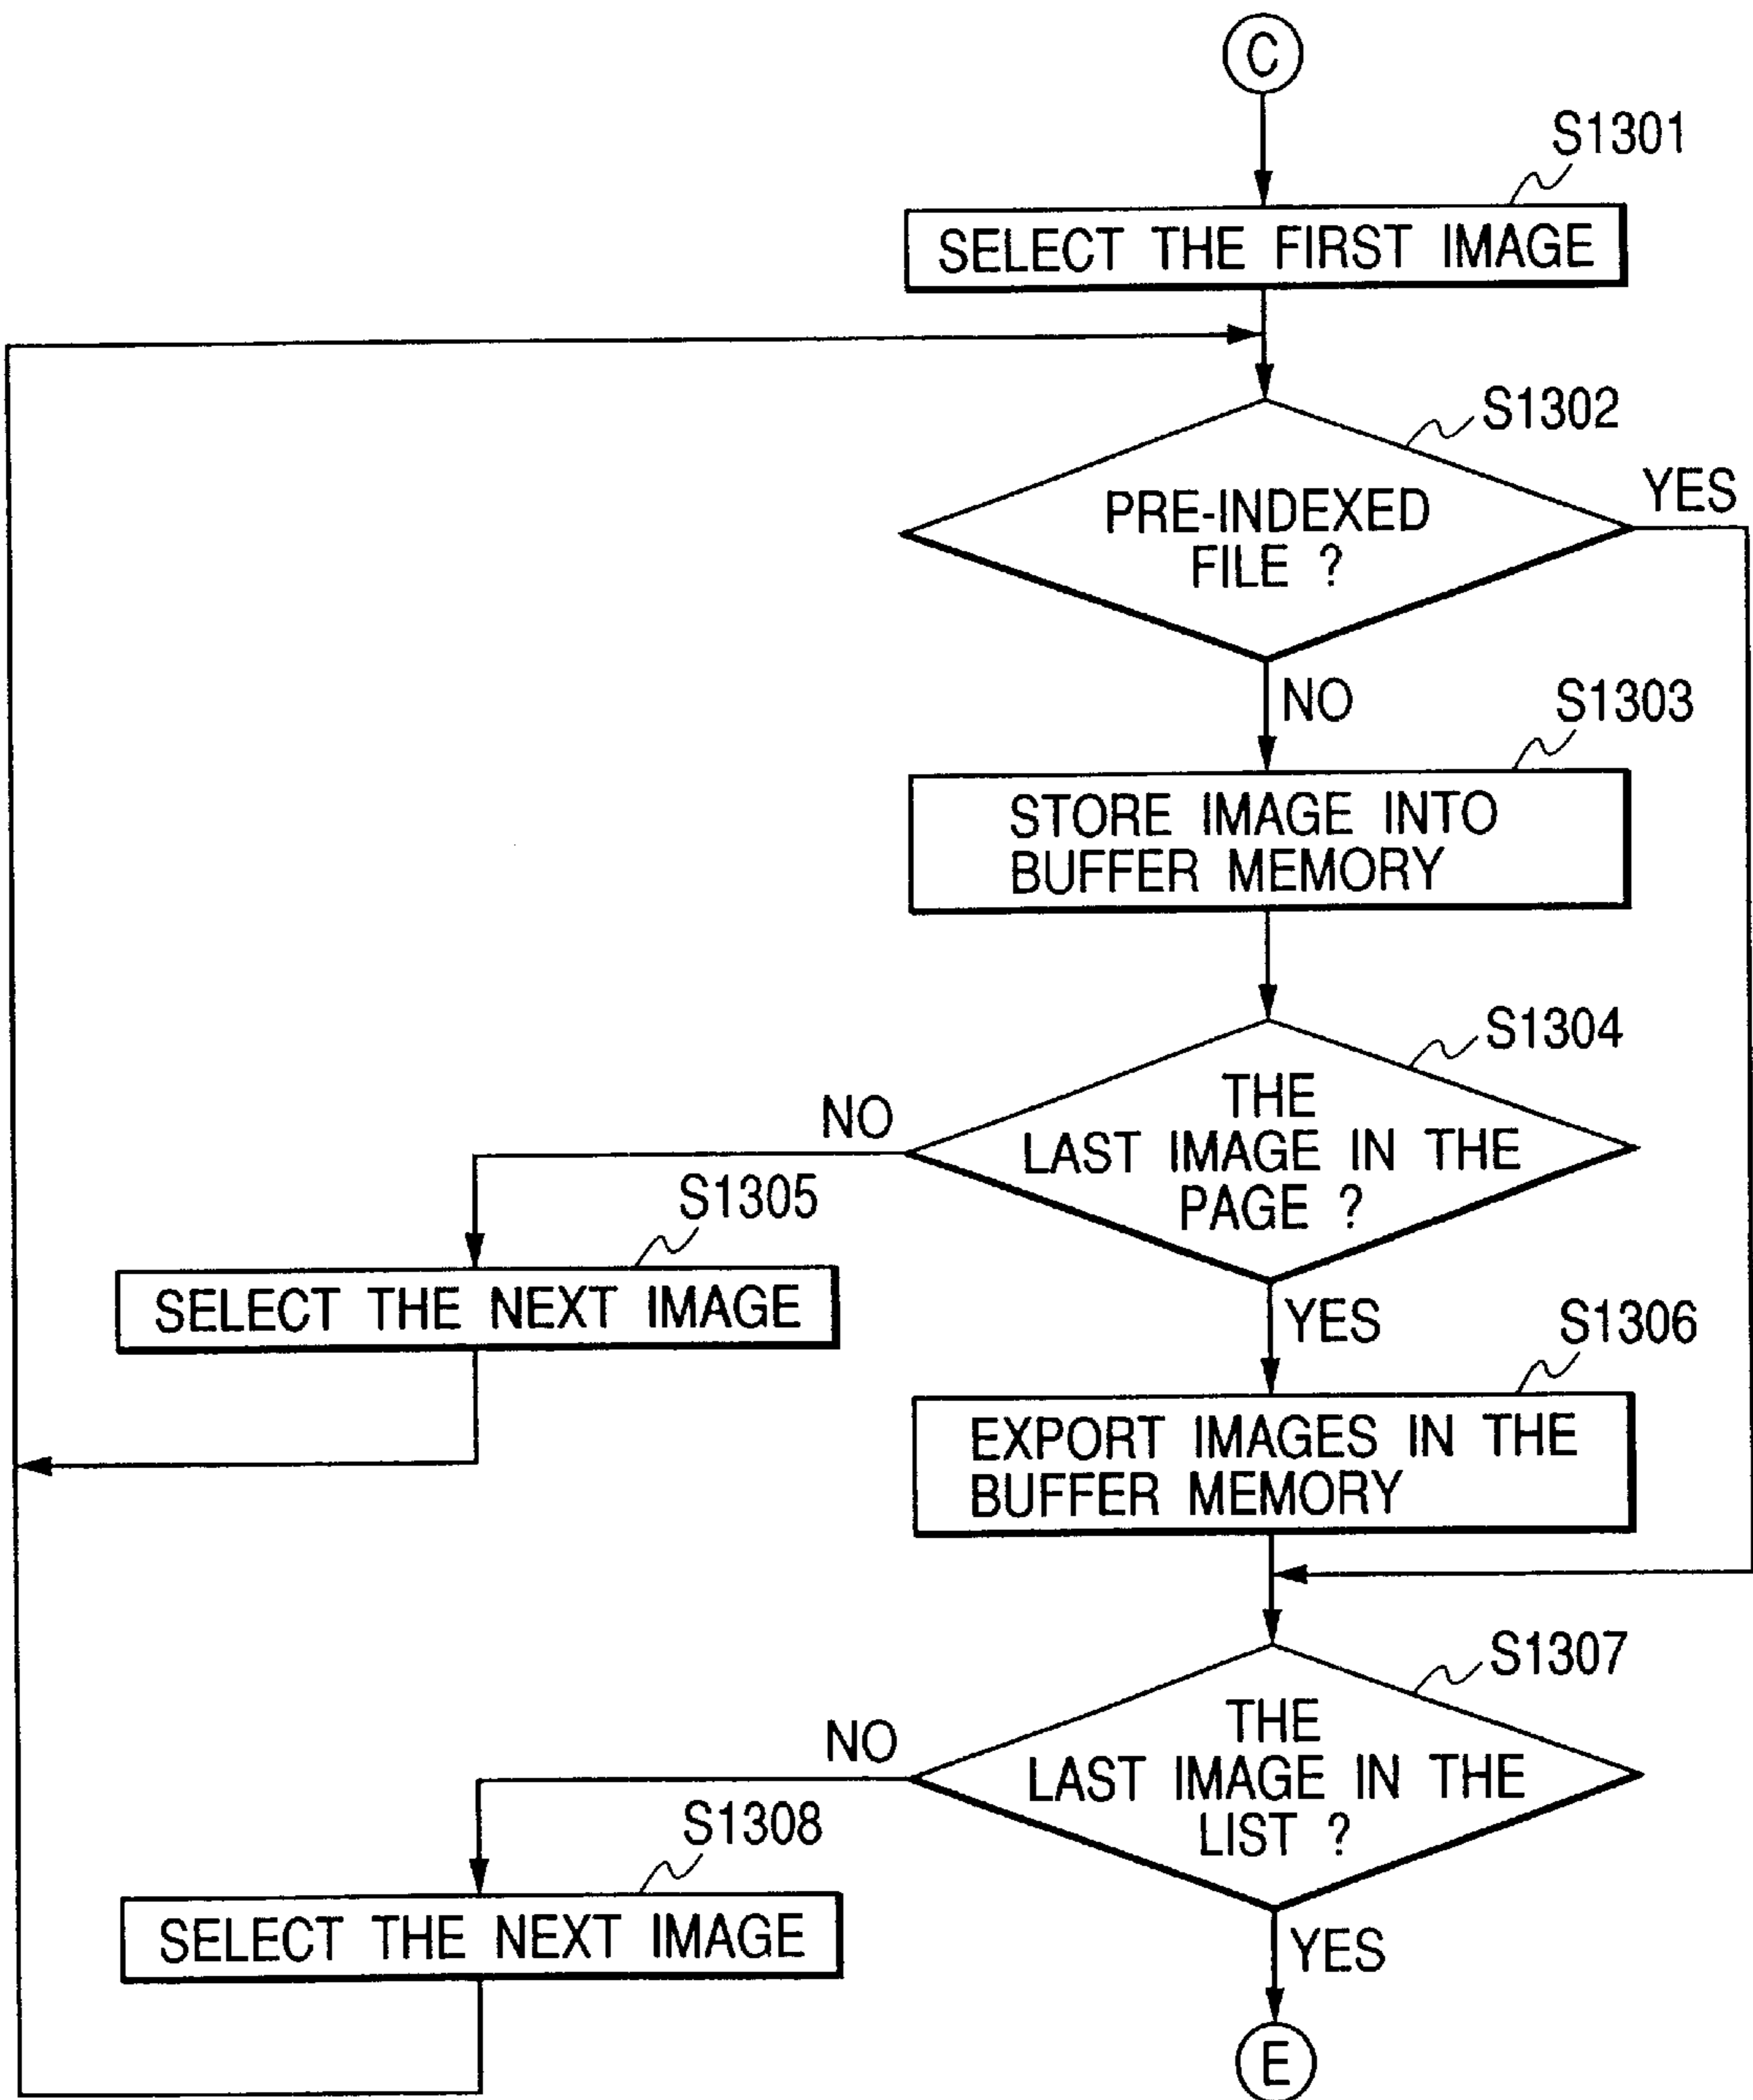 C
S1301
SELECT THE FIRST IMAGE
S1302
YES
PRE-INDEXED
FILE ?
NO
S1303
STORE IMAGE INTO
BUFFER MEMORY
S1304
THE
NO
LAST IMAGE IN THE
PAGE ?
S1305
SELECT THE NEXT IMAGE
YES
S1306
EXPORT IMAGES IN THE
BUFFER MEMORY
S1307
THE
NO
LAST IMAGE IN THE
LIST ?
S1308
SELECT THE NEXT IMAGE
YES
E